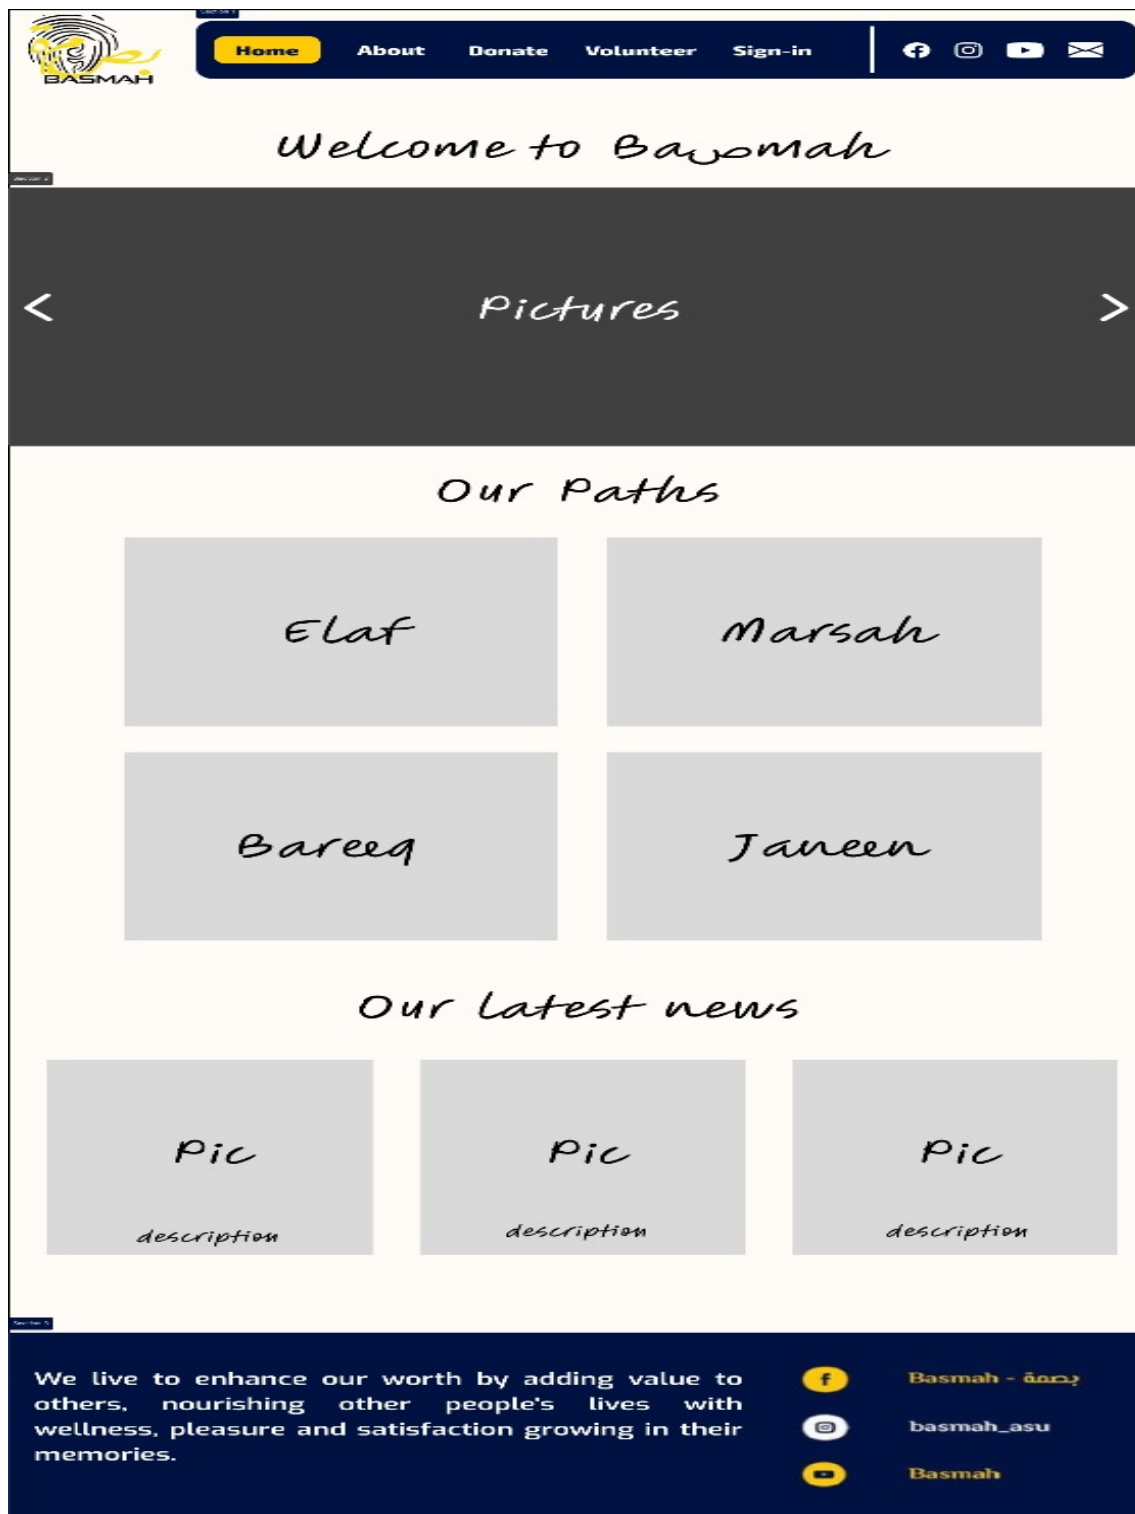 BASMAH
Home About Donate Volunteer Sign-in
Welcome to Baصmah
Pictures
Our Paths
Elaf Marsah
Bareeq Janeen
Our latest news
Pic Pic Pic
description description description
We live to enhance our worth by adding value to
others, nourishing other people's lives with
wellness, pleasure and satisfaction growing in their
memories.
Basmah - بصمة
basmah_asu
Basmah